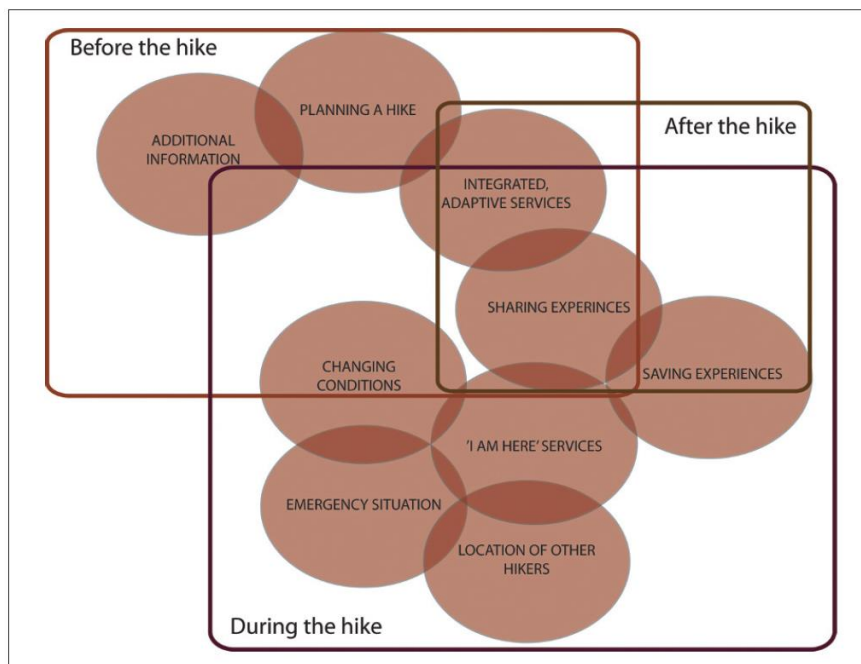 Before the hike
PLANNING A HIKE
ADDITIONAL
INFORMATION
After the hike
INTEGRATED,
ADAPTIVE SERVICES
SHARING EXPERINCES
CHANGING
CONDITIONS
SAVING EXPERIENCES
'I AM HERE' SERVICES
EMERGENCY SITUATION
LOCATION OF OTHER
HIKERS
During the hike